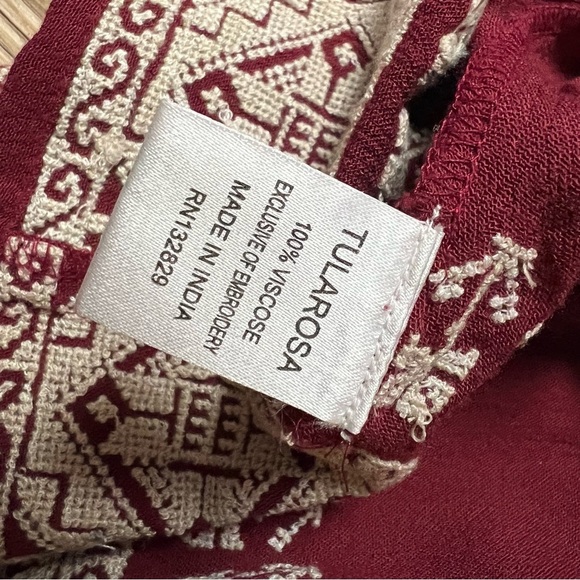 TULAROSA
100% VISCOSE
EXCLUSIVE OF EMBROIDERY
MADE IN INDIA
RN132829